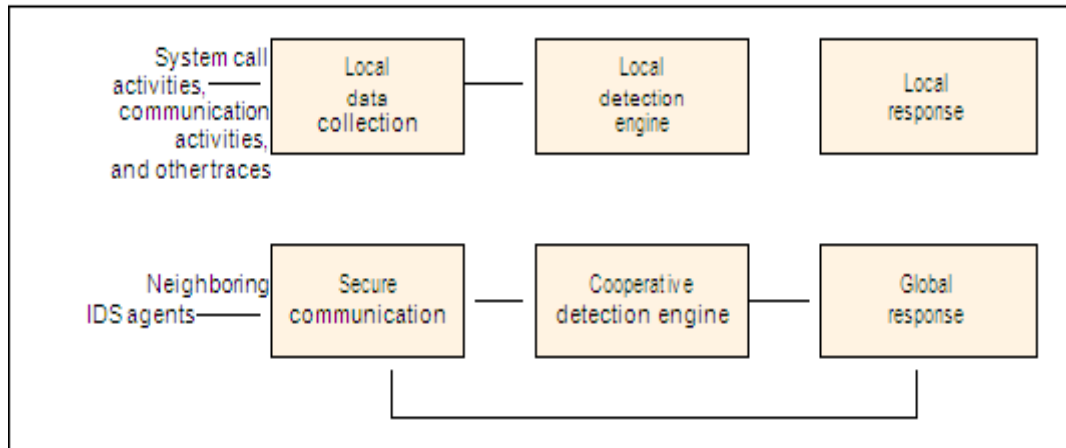 System call
activities,
communication
activities,
and othertraces
Local
data
collection
Local
detection
engine
Local
response
Neighboring
IDS agents
Secure
communication
Cooperative
detection engine
Global
response